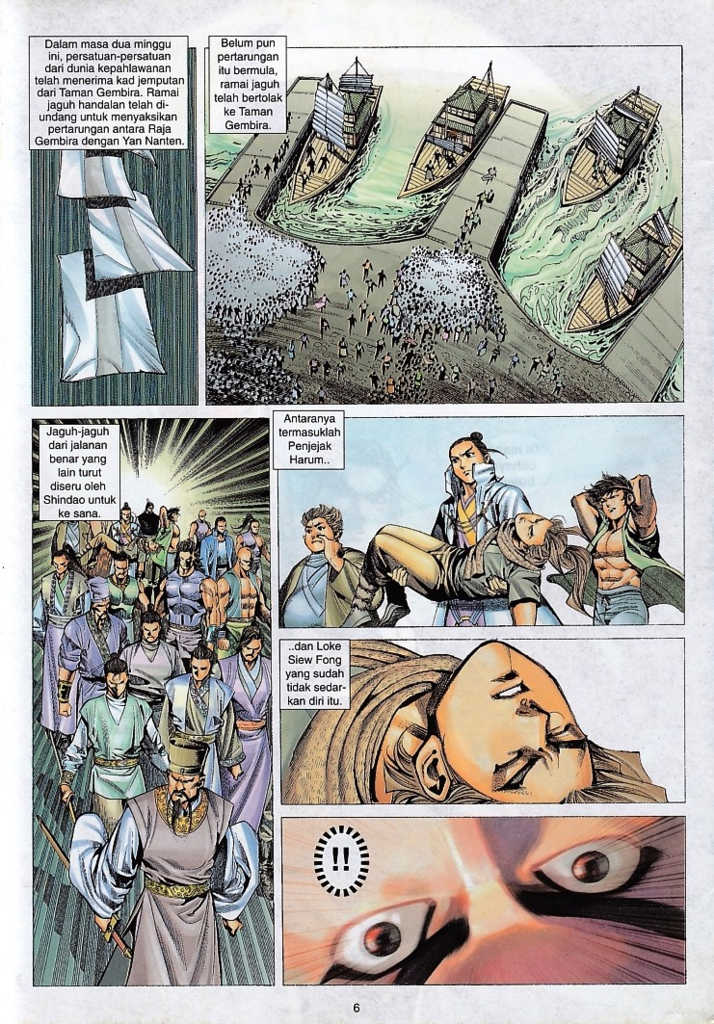 Dalam masa dua minggu
ini, persatuan-persatuan
dari dunia kepahlawanan
telah menerima kad jemputan
dari Taman Gembira. Ramai
jaguh handalan telah di-
undang untuk menyaksikan
pertarungan antara Raja
Gembira dengan Yan Nanten.
Belum pun
pertarungan
itu bermula,
ramai jaguh
telah bertolak
ke Taman
Gembira.
Jaguh-jaguh
dari jalanan
benar yang
lain turut
diseru oleh
Shindao untuk
ke sana.
Antaranya
termasuklah
Penjejak
Harum..
..dan Loke
Siew Fong
yang sudah
tidak sedar-
kan diri itu.
!!
6